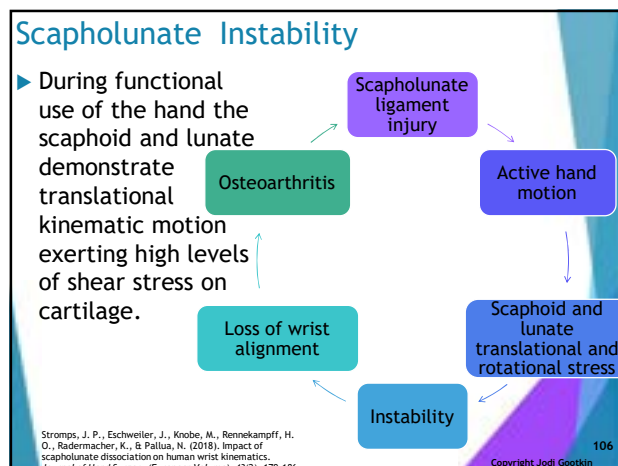 Scapholunate Instability
During functional
use of the hand the
scaphoid and lunate
demonstrate
translational
kinematic motion
exerting high levels
of shear stress on
cartilage.
Scapholunate
ligament
injury
Active hand
motion
Scaphoid and
lunate
translational and
rotational stress
Instability
Loss of wrist
alignment
Osteoarthritis
Stromps, J. P., Eschweiler, J., Knobe, M., Rennekampff, H.
O., Radermacher, K., & Pallua, N. (2018). Impact of
scapholunate dissociation on human wrist kinematics.
106
Copyright Jodi Gootkin